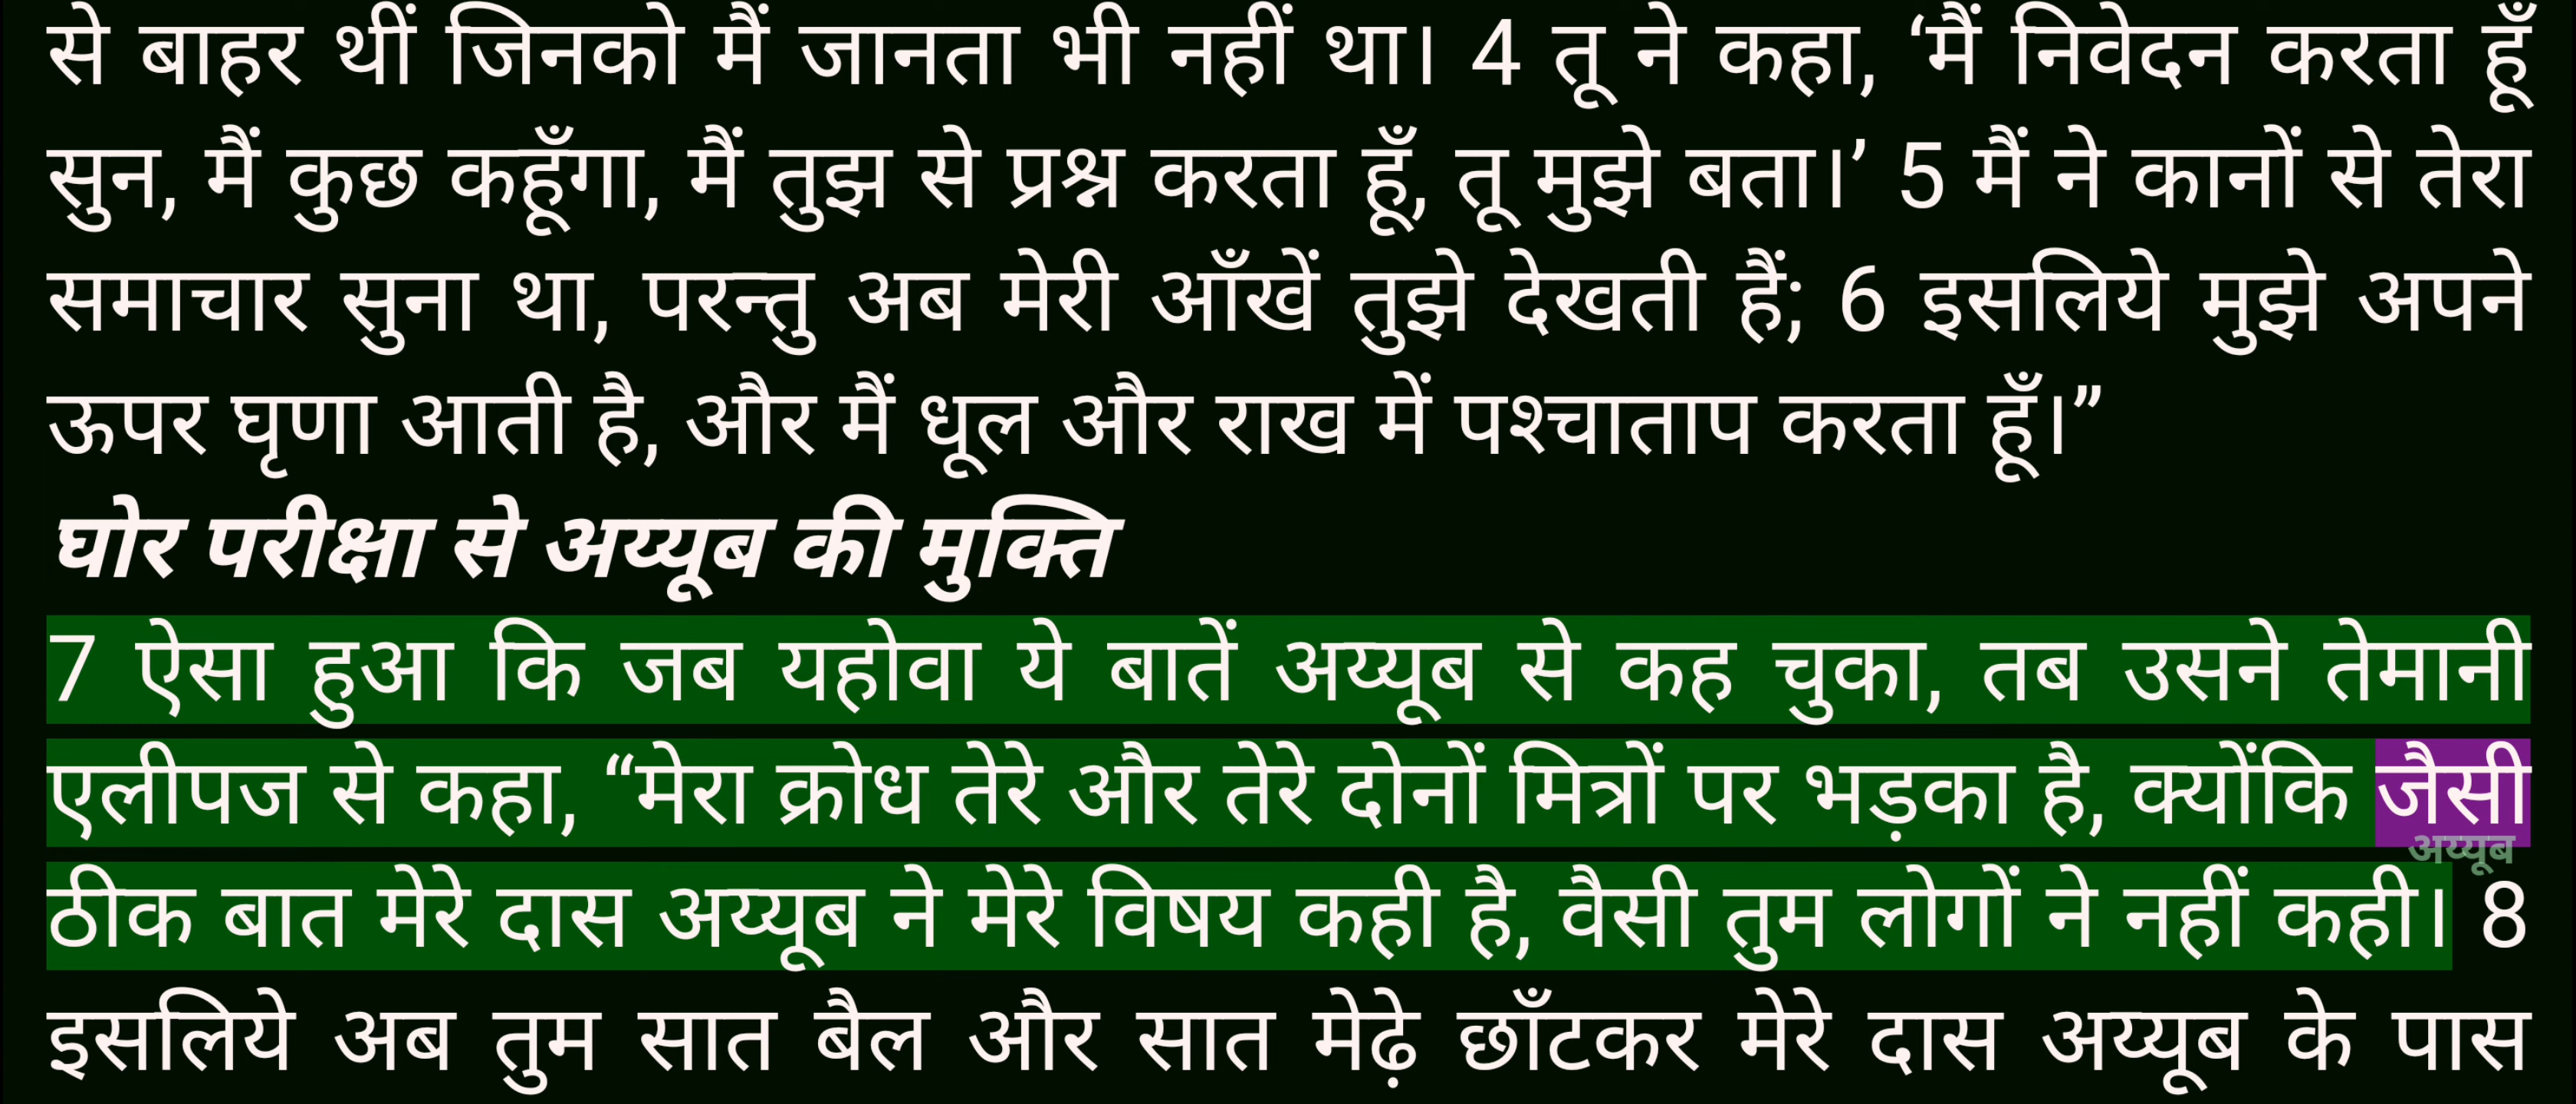 से बाहर थीं जिनको मैं जानता भी नहीं था। 4 तू ने कहा, ‘मैं निवेदन करता हूँ
सुन, मैं कुछ कहूँगा, मैं तुझ से प्रश्न करता हूँ, तू मुझे बता।’ 5 मैं ने कानों से तेरा
समाचार सुना था, परन्तु अब मेरी आँखें तुझे देखती हैं; 6 इसलिये मुझे अपने
ऊपर घृणा आती है, और मैं धूल और राख में पश्चाताप करता हूँ।”
घोर परीक्षा से अय्यूब की मुक्ति
7 ऐसा हुआ कि जब यहोवा ये बातें अय्यूब से कह चुका, तब उसने तेमानी
एलीपज से कहा, “मेरा क्रोध तेरे और तेरे दोनों मित्रों पर भड़का है, क्योंकि जैसी
अय्यूब
ठीक बात मेरे दास अय्यूब ने मेरे विषय कही है, वैसी तुम लोगों ने नहीं कही। 8
इसलिये अब तुम सात बैल और सात मेढ़े छाँटकर मेरे दास अय्यूब के पास